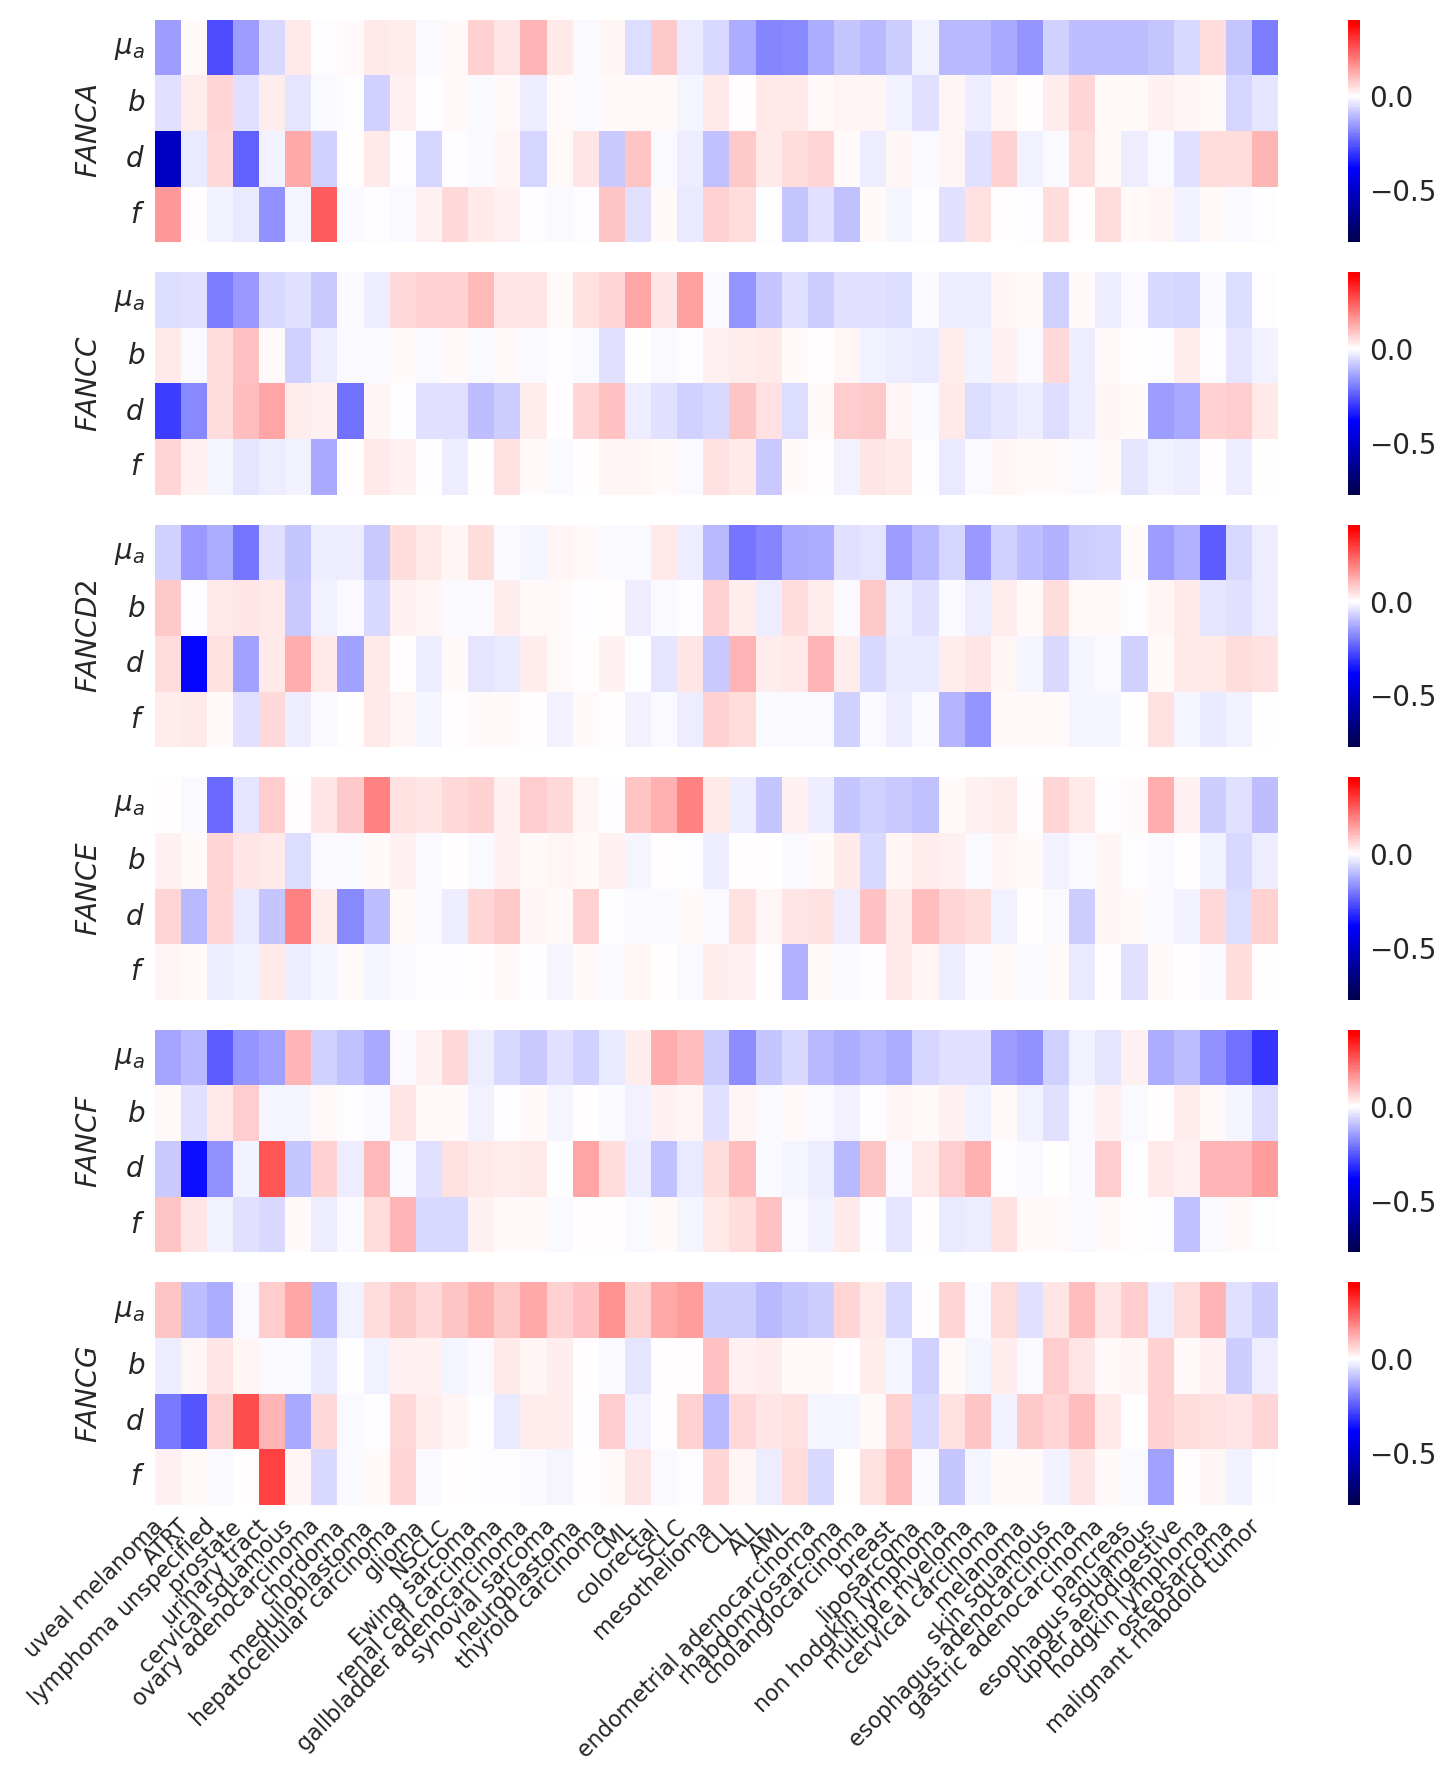 FANCA
μa
b
d
f
0.0
−0.5
FANCC
μa
b
d
f
0.0
−0.5
FANCD2
μa
b
d
f
0.0
−0.5
FANCE
μa
b
d
f
0.0
−0.5
FANCF
μa
b
d
f
0.0
−0.5
FANCG
μa
b
d
f
0.0
−0.5
uveal melanoma
ATRT
lymphoma unspecified
prostate
urinary tract
cervical squamous
ovary adenocarcinoma
chordoma
medulloblastoma
hepatocellular carcinoma
glioma
NSCLC
Ewing sarcoma
renal cell carcinoma
gallbladder adenocarcinoma
synovial sarcoma
neuroblastoma
thyroid carcinoma
CML
colorectal
SCLC
mesothelioma
CLL
ALL
AML
endometrial adenocarcinoma
rhabdomyosarcoma
cholangiocarcinoma
breast
liposarcoma
non hodgkin lymphoma
multiple myeloma
cervical carcinoma
melanoma
skin squamous
esophagus adenocarcinoma
gastric adenocarcinoma
pancreas
esophagus squamous
upper aerodigestive
hodgkin lymphoma
osteosarcoma
malignant rhabdoid tumor